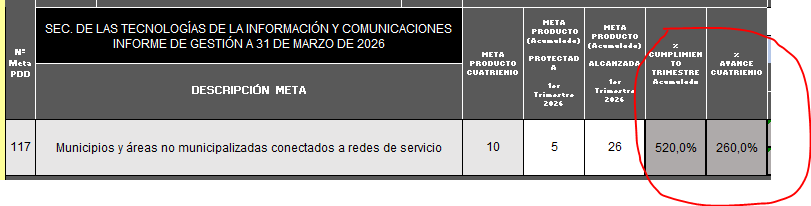 SEC. DE LAS TECNOLOGÍAS DE LA INFORMACIÓN Y COMUNICACIONES
INFORME DE GESTIÓN A 31 DE MARZO DE 2026
Nº
Meta
PDD
DESCRIPCIÓN META
META
PRODUCTO
CUATRIENIO
META
PRODUCTO
(Acumulada)
PROTECTAD
A
1er
Trimestre
2026
META
PRODUCTO
(Acumulada)
ALCANZADA
1er
Trimestre
2026
%
CUMPLIMIEN
TO
TRIMESTRE
Acumulada
%
AVANCE
CUATRIENIO
117
Municipios y áreas no municipalizadas conectados a redes de servicio
10
5
26
520,0%
260,0%